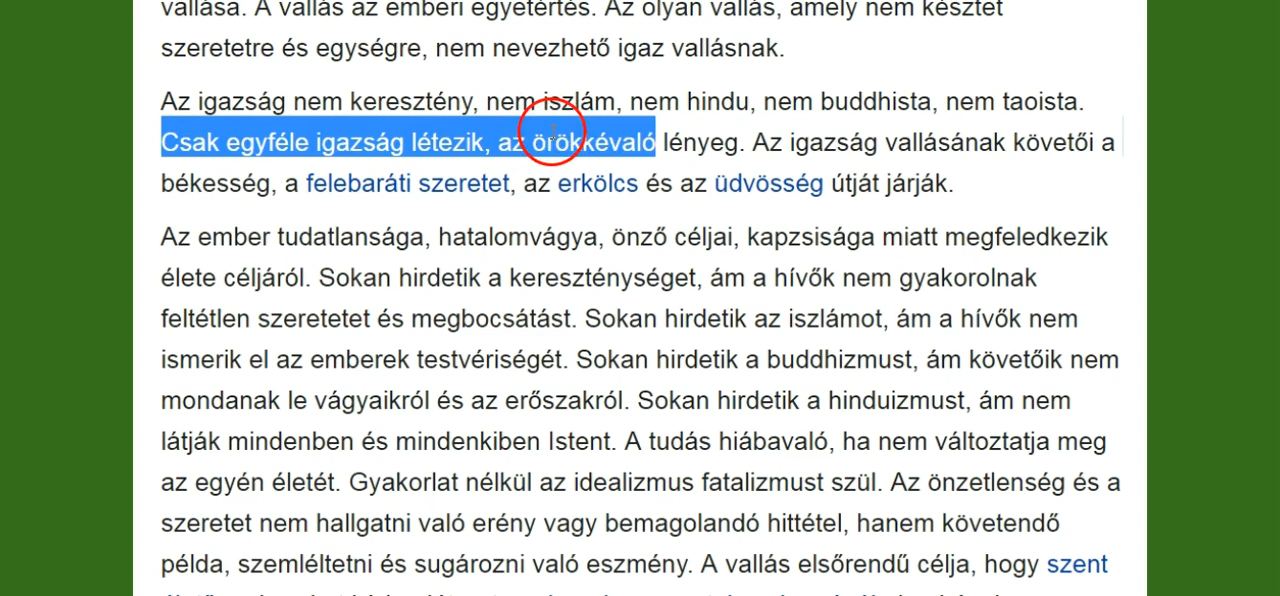 vallása. A vallás az emberi egyetértés. Az olyan vallás, amely nem késztet
szeretetre és egységre, nem nevezhető igaz vallásnak.
Az igazság nem keresztény, nem iszlám, nem hindu, nem buddhista, nem taoista.
Csak egyféle igazság létezik, az örökkévaló lényeg. Az igazság vallásának követői a
békesség, a felebaráti szeretet, az erkölcs és az üdvösség útját járják.
Az ember tudatlansága, hatalomvágya, önző céljai, kapzsisága miatt megfeledkezik
élete céljáról. Sokan hirdetik a kereszténységet, ám a hívők nem gyakorolnak
feltétlen szeretetet és megbocsátást. Sokan hirdetik az iszlámot, ám a hívők nem
ismerik el az emberek testvériségét. Sokan hirdetik a buddhizmust, ám követőik nem
mondanak le vágyaikról és az erőszakról. Sokan hirdetik a hinduizmust, ám nem
látják mindenben és mindenkiben Istent. A tudás hiábavaló, ha nem változtatja meg
az egyén életét. Gyakorlat nélkül az idealizmus fatalizmust szül. Az önzetlenség és a
szeretet nem hallgatni való erény vagy bemagolandó hittétel, hanem követendő
példa, szemléltetni és sugározni való eszmény. A vallás elsőrendű célja, hogy szent